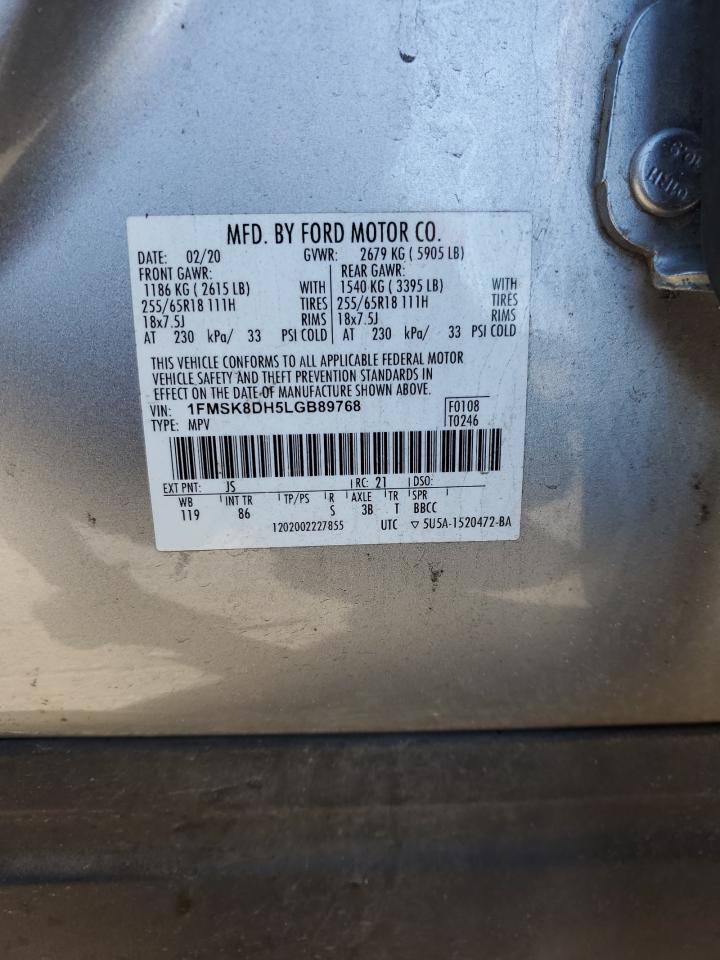 MFD. BY FORD MOTOR CO.
DATE: 02/20 GVWR: 2679 KG ( 5905 LB)
FRONT GAWR: REAR GAWR:
1186 KG ( 2615 LB) WITH 1540 KG ( 3395 LB) WITH
255/65R18 111H TIRES 255/65R18 111H TIRES
18x7.5J RIMS 18x7.5J RIMS
AT 230 kPa/ 33 PSI COLD AT 230 kPa/ 33 PSI COLD
THIS VEHICLE CONFORMS TO ALL APPLICABLE FEDERAL MOTOR
VEHICLE SAFETY AND THEFT PREVENTION STANDARDS IN
EFFECT ON THE DATE OF MANUFACTURE SHOWN ABOVE.
VIN: 1FMSK8DH5LGB89768 F0108
TYPE: MPV T0246
EXT PNT: JS RC: 21 DSO:
WB INT TR TP/PS R AXLE TR SPR
119 86 S 3B T BBCC
1202002227855 UTC ▽ 5U5A-1520472-BA